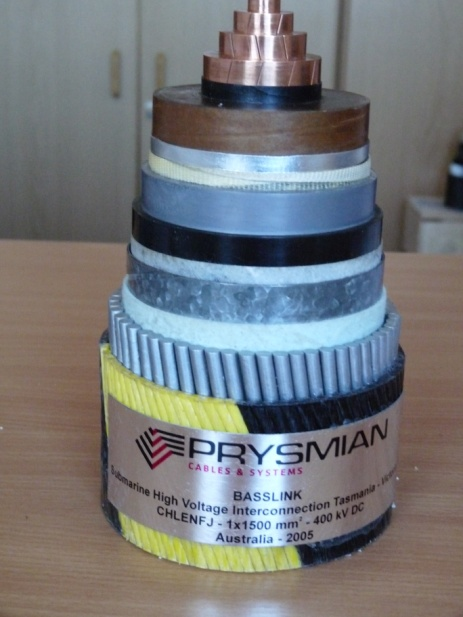 PRYSMIAN
CABLES & SYSTEMS
BASSLINK
Submarine High Voltage Interconnection Tasmania -
CHLENFJ - 1x1500 mm² - 400 kV DC
Australia - 2005